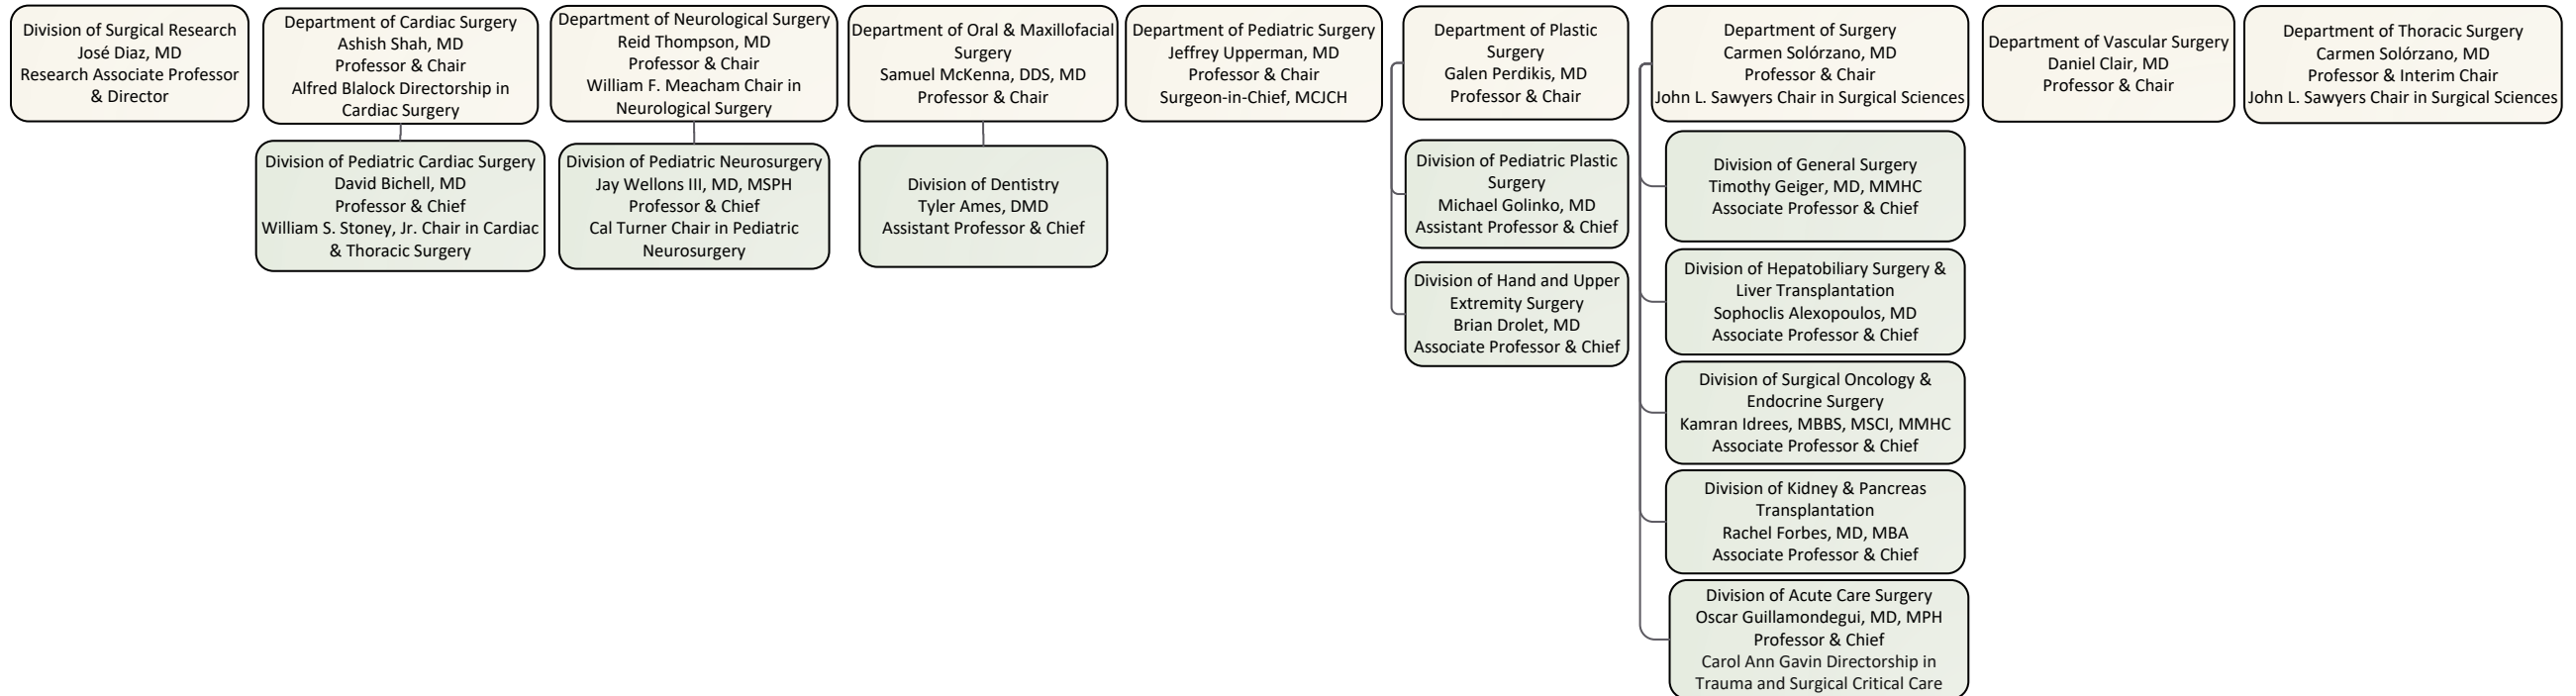 Division of Surgical Research
José Diaz, MD
Research Associate Professor
& Director
Department of Cardiac Surgery
Ashish Shah, MD
Professor & Chair
Alfred Blalock Directorship in
Cardiac Surgery
Department of Neurological Surgery
Reid Thompson, MD
Professor & Chair
William F. Meacham Chair in
Neurological Surgery
Department of Oral & Maxillofacial
Surgery
Samuel McKenna, DDS, MD
Professor & Chair
Department of Pediatric Surgery
Jeffrey Upperman, MD
Professor & Chair
Surgeon-in-Chief, MCJCH
Department of Plastic
Surgery
Galen Perdikis, MD
Professor & Chair
Department of Surgery
Carmen Solórzano, MD
Professor & Chair
John L. Sawyers Chair in Surgical Sciences
Department of Vascular Surgery
Daniel Clair, MD
Professor & Chair
Department of Thoracic Surgery
Carmen Solórzano, MD
Professor & Interim Chair
John L. Sawyers Chair in Surgical Sciences
Division of Pediatric Cardiac Surgery
David Bichell, MD
Professor & Chief
William S. Stoney, Jr. Chair in Cardiac
& Thoracic Surgery
Division of Pediatric Neurosurgery
Jay Wellons III, MD, MSPH
Professor & Chief
Cal Turner Chair in Pediatric
Neurosurgery
Division of Dentistry
Tyler Ames, DMD
Assistant Professor & Chief
Division of Pediatric Plastic
Surgery
Michael Golinko, MD
Assistant Professor & Chief
Division of Hand and Upper
Extremity Surgery
Brian Drolet, MD
Associate Professor & Chief
Division of General Surgery
Timothy Geiger, MD, MMHC
Associate Professor & Chief
Division of Hepatobiliary Surgery &
Liver Transplantation
Sophoclis Alexopoulos, MD
Associate Professor & Chief
Division of Surgical Oncology &
Endocrine Surgery
Kamran Idrees, MBBS, MSCI, MMHC
Associate Professor & Chief
Division of Kidney & Pancreas
Transplantation
Rachel Forbes, MD, MBA
Associate Professor & Chief
Division of Acute Care Surgery
Oscar Guillamondegui, MD, MPH
Professor & Chief
Carol Ann Gavin Directorship in
Trauma and Surgical Critical Care